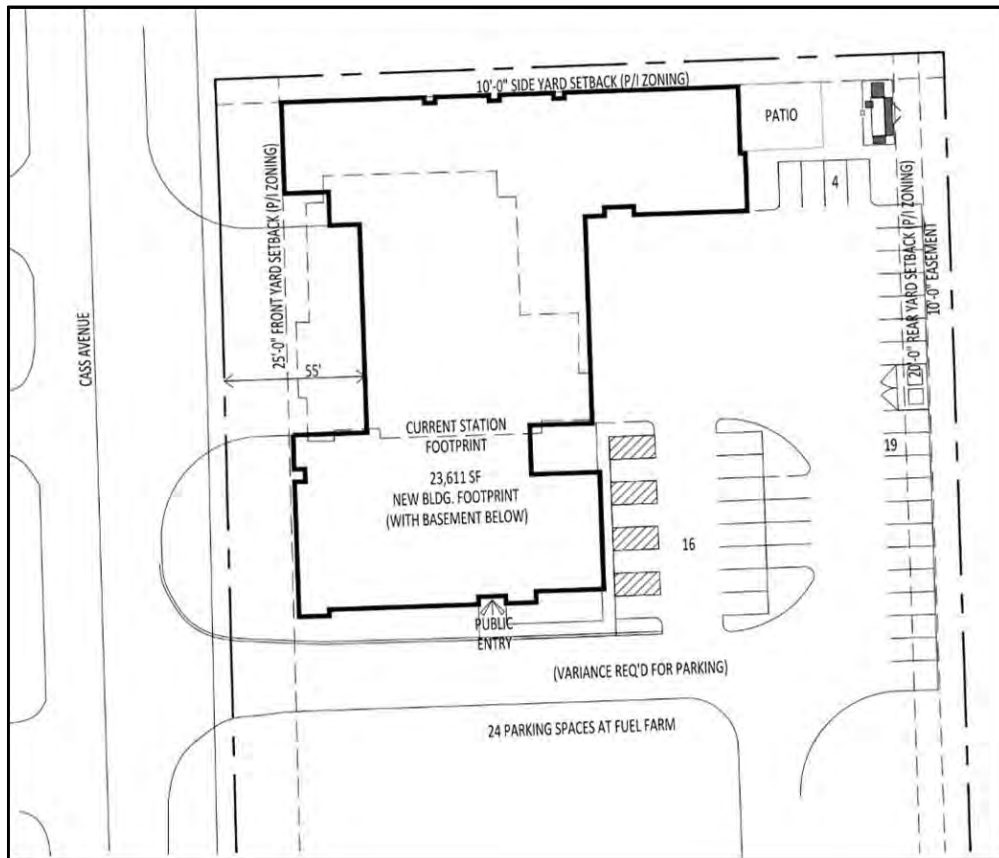 10'-0" SIDE YARD SETBACK (P/I ZONING)
PATIO
4
25'-0" FRONT YARD SETBACK (P/I ZONING)
20'-0" REAR YARD SETBACK (P/I ZONING)
10'-0" EASEMENT
CASS AVENUE
55'
CURRENT STATION
FOOTPRINT
23,611 SF
NEW BLDG. FOOTPRINT
(WITH BASEMENT BELOW)
19
16
PUBLIC
ENTRY
(VARIANCE REQ'D FOR PARKING)
24 PARKING SPACES AT FUEL FARM